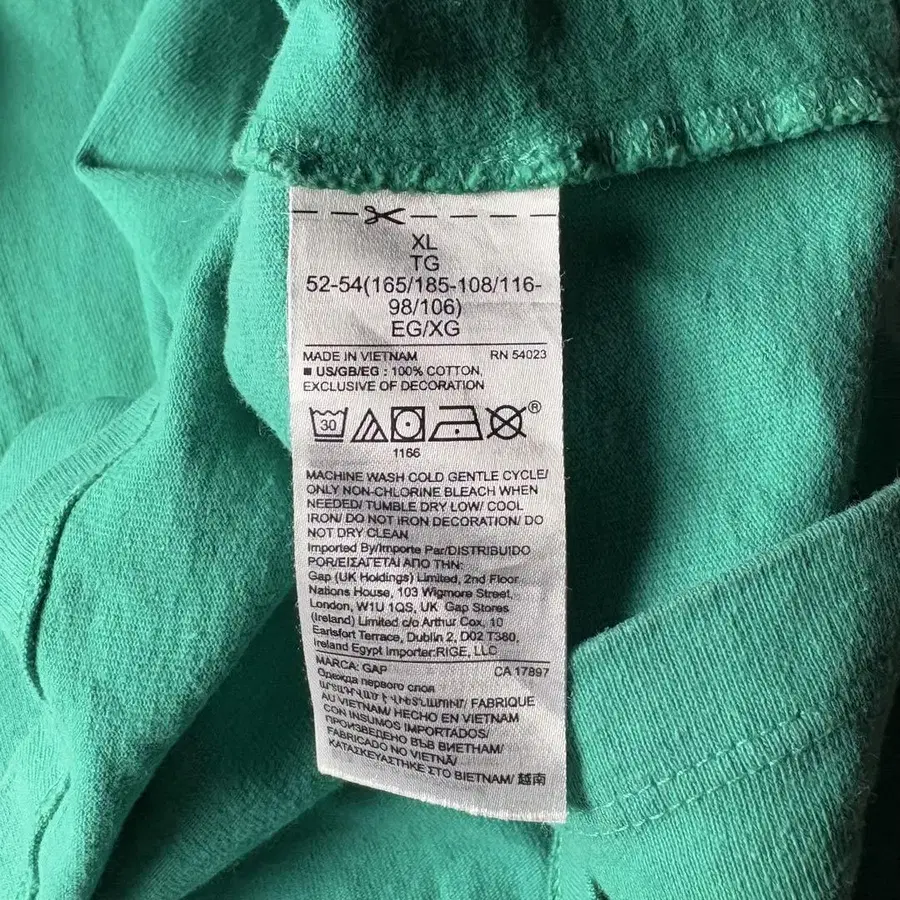 XL
TG
52-54(165/185-108/116-
98/106)
EG/XG
MADE IN VIETNAM RN 54023
■ US/GB/EG : 100% COTTON,
EXCLUSIVE OF DECORATION
30 ®
1166
MACHINE WASH COLD GENTLE CYCLE/
ONLY NON-CHLORINE BLEACH WHEN
NEEDED/ TUMBLE DRY LOW/ COOL
IRON/ DO NOT IRON DECORATION/ DO
NOT DRY CLEAN
Imported By/Importe Par/DISTRIBUIDO
POR/ΕΙΣΑΓΕΤΑΙ ΑΠΟ ΤΗΝ:
Gap (UK Holdings) Limited, 2nd Floor
Nations House, 103 Wigmore Street,
London, W1U 1QS, UK Gap Stores
(Ireland) Limited c/o Arthur Cox, 10
Earlsfort Terrace, Dublin 2, D02 T380,
Ireland Egypt Importer:RIGE, LLC
MARCA: GAP CA 17897
Одежда первого слоя
FABRIQUE
AU VIETNAM/ HECHO EN VIETNAM
CON INSUMOS IMPORTADOS/
ПРОИЗВЕДЕНО ВЪВ ВИЕТНАМ/
FABRICADO NO VIETNÃ/
ΚΑΤΑΣΚΕΥΑΣΤΗΚΕ ΣΤΟ ΒΙΕΤΝΑΜ/ 越南